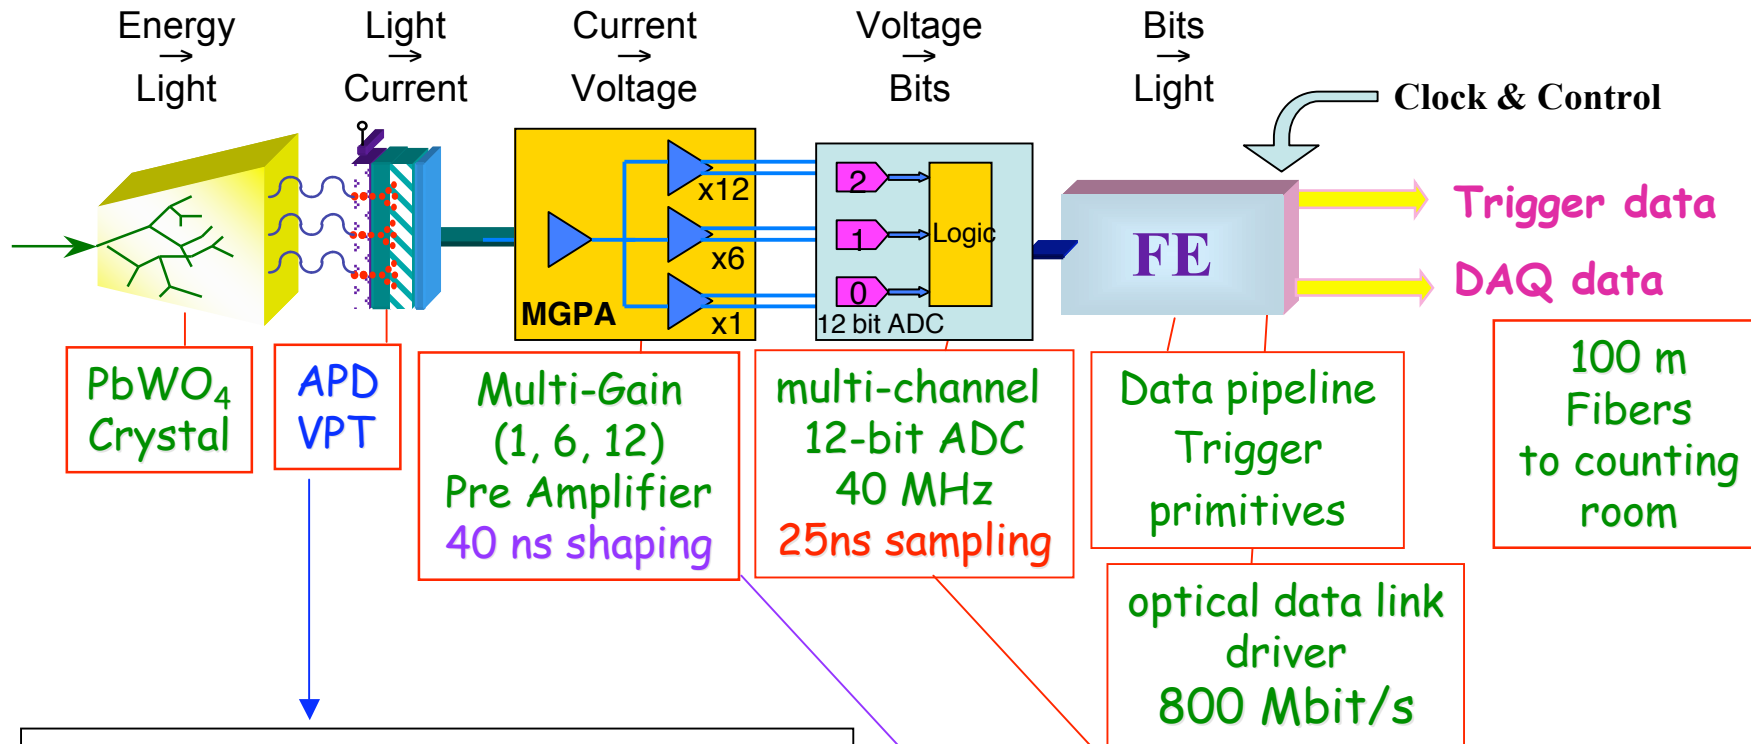 Energy
→
Light
Light
→
Current
Current
→
Voltage
Voltage
→
Bits
Bits
→
Light
Clock & Control
x12
x6
x1
MGPA
2
1
0
Logic
12 bit ADC
FE
Trigger data
DAQ data
PbWO₄
Crystal
APD
VPT
Multi-Gain
(1, 6, 12)
Pre Amplifier
40 ns shaping
multi-channel
12-bit ADC
40 MHz
25ns sampling
Data pipeline
Trigger
primitives
100 m
Fibers
to counting
room
optical data link
driver
800 Mbit/s